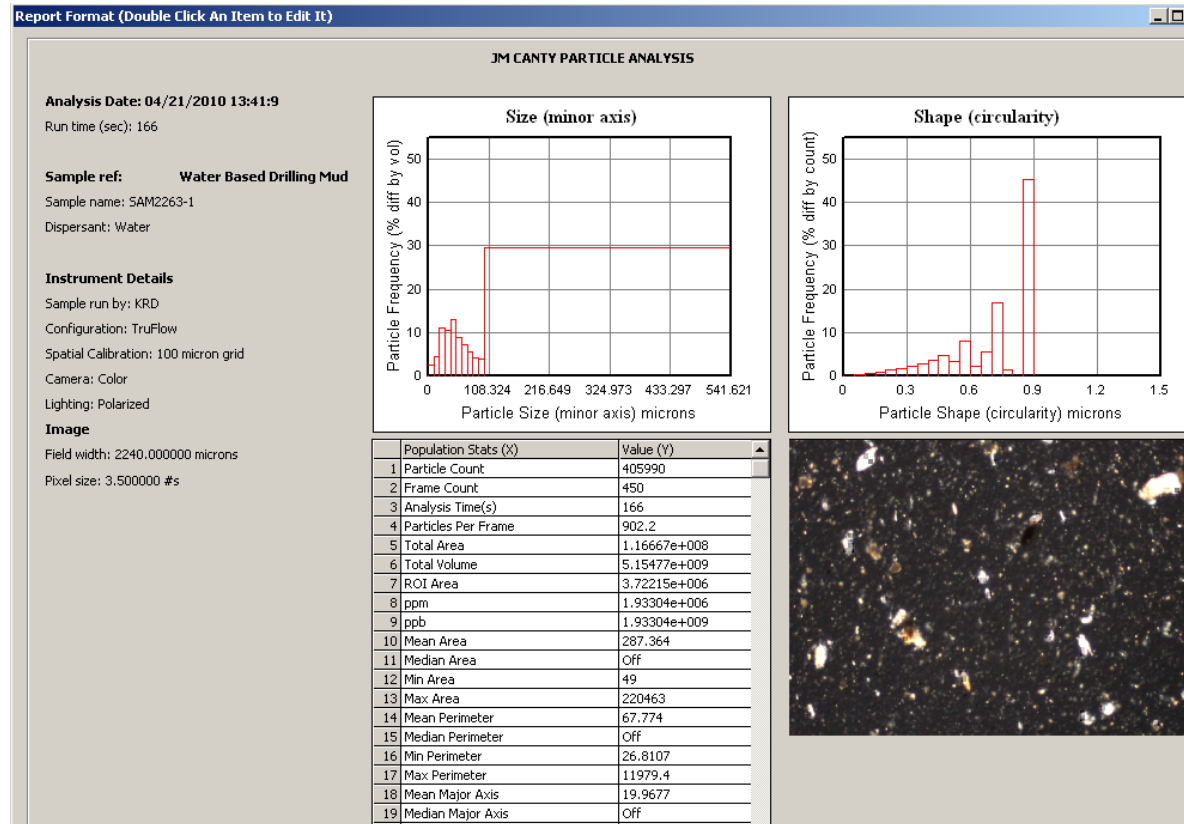 Report Format (Double Click An Item to Edit It)
JM CANTY PARTICLE ANALYSIS
Analysis Date: 04/21/2010 13:41:9
Run time (sec): 166
Sample ref: Water Based Drilling Mud
Sample name: SAM2263-1
Dispersant: Water
Instrument Details
Sample run by: KRD
Configuration: TruFlow
Spatial Calibration: 100 micron grid
Camera: Color
Lighting: Polarized
Image
Field width: 2240.000000 microns
Pixel size: 3.500000 #s
Size (minor axis)
Particle Frequency (% diff by vol)
50
40
30
20
10
0
0 108.324 216.649 324.973 433.297 541.621
Particle Size (minor axis) microns
Shape (circularity)
Particle Frequency (% diff by count)
50
40
30
20
10
0
0 0.3 0.6 0.9 1.2 1.5
Particle Shape (circularity) microns
Population Stats (X) Value (Y)
1 Particle Count 405990
2 Frame Count 450
3 Analysis Time(s) 166
4 Particles Per Frame 902.2
5 Total Area 1.16667e+008
6 Total Volume 5.15477e+009
7 ROI Area 3.72215e+006
8 ppm 1.93304e+006
9 ppb 1.93304e+009
10 Mean Area 287.364
11 Median Area Off
12 Min Area 49
13 Max Area 220463
14 Mean Perimeter 67.774
15 Median Perimeter Off
16 Min Perimeter 26.8107
17 Max Perimeter 11979.4
18 Mean Major Axis 19.9677
19 Median Major Axis Off